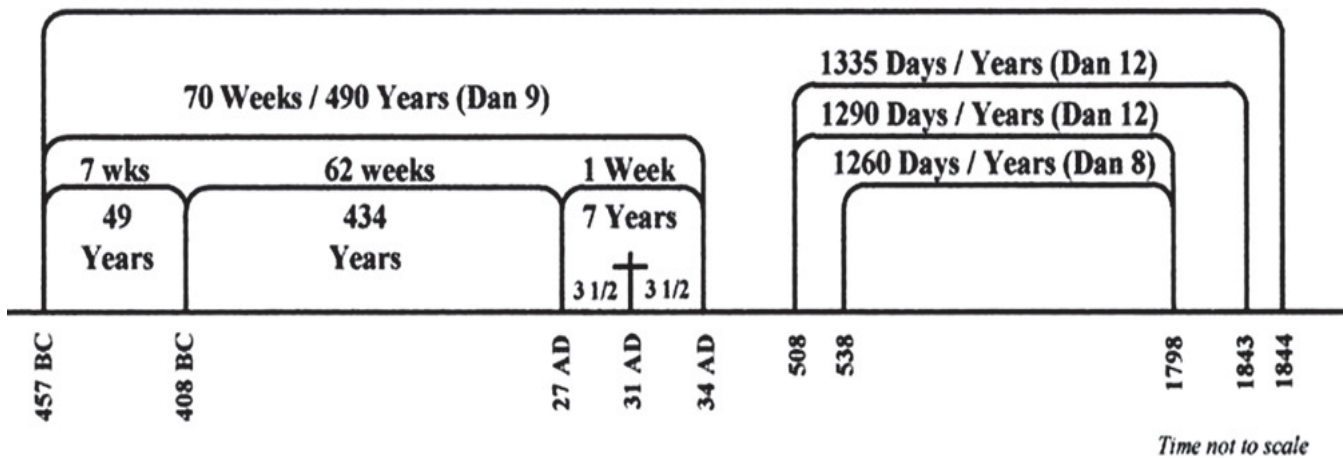 1335 Days / Years (Dan 12)
70 Weeks / 490 Years (Dan 9)
1290 Days / Years (Dan 12)
7 wks
62 weeks
1 Week
1260 Days / Years (Dan 8)
49
Years
434
Years
7 Years
3 1/2
3 1/2
457 BC
408 BC
27 AD
31 AD
34 AD
508
538
1798
1843
1844
Time not to scale